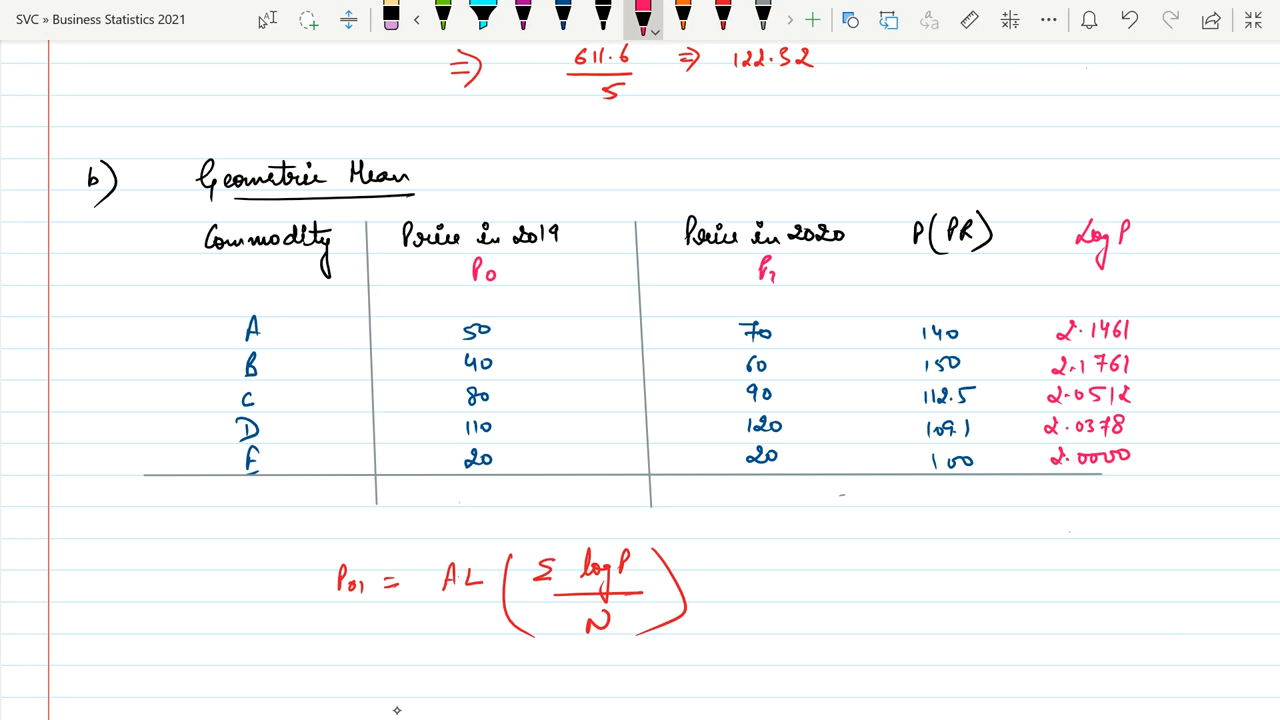 SVC » Business Statistics 2021
⇒ 611.6 / 5 ⇒ 122.32
b) Geometric Mean
Commodity Price in 2019 Price in 2020 P(PR) Log P
P0 P1
A 50 70 140 2.1461
B 40 60 150 2.1761
C 80 90 112.5 2.0512
D 110 120 109.1 2.0378
E 20 20 100 2.0000
P01 = AL ( Σ log P / N )